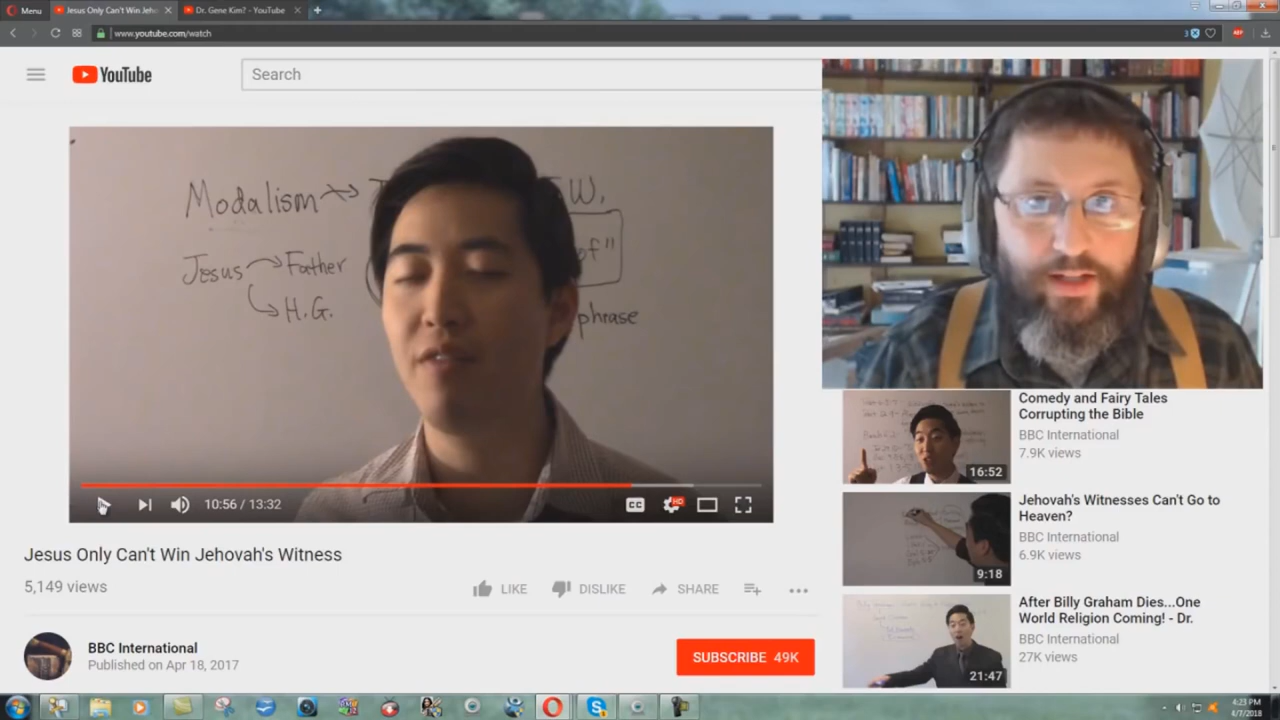 Menu
Jesus Only Can't Win Jeh
Dr. Gene Kim? - YouTube
www.youtube.com/watch
3
ABP
YouTube
Search
Modalism
W.
Jesus Father
of"
H.G.
phrase
10:56 / 13:32
CC
HD
Jesus Only Can't Win Jehovah's Witness
5,149 views
LIKE
DISLIKE
SHARE
BBC International
Published on Apr 18, 2017
SUBSCRIBE 49K
Comedy and Fairy Tales
Corrupting the Bible
BBC International
7.9K views
16:52
Jehovah's Witnesses Can't Go to
Heaven?
BBC International
6.9K views
9:18
After Billy Graham Dies...One
World Religion Coming! - Dr.
BBC International
27K views
21:47
4:23 PM
4/7/2018